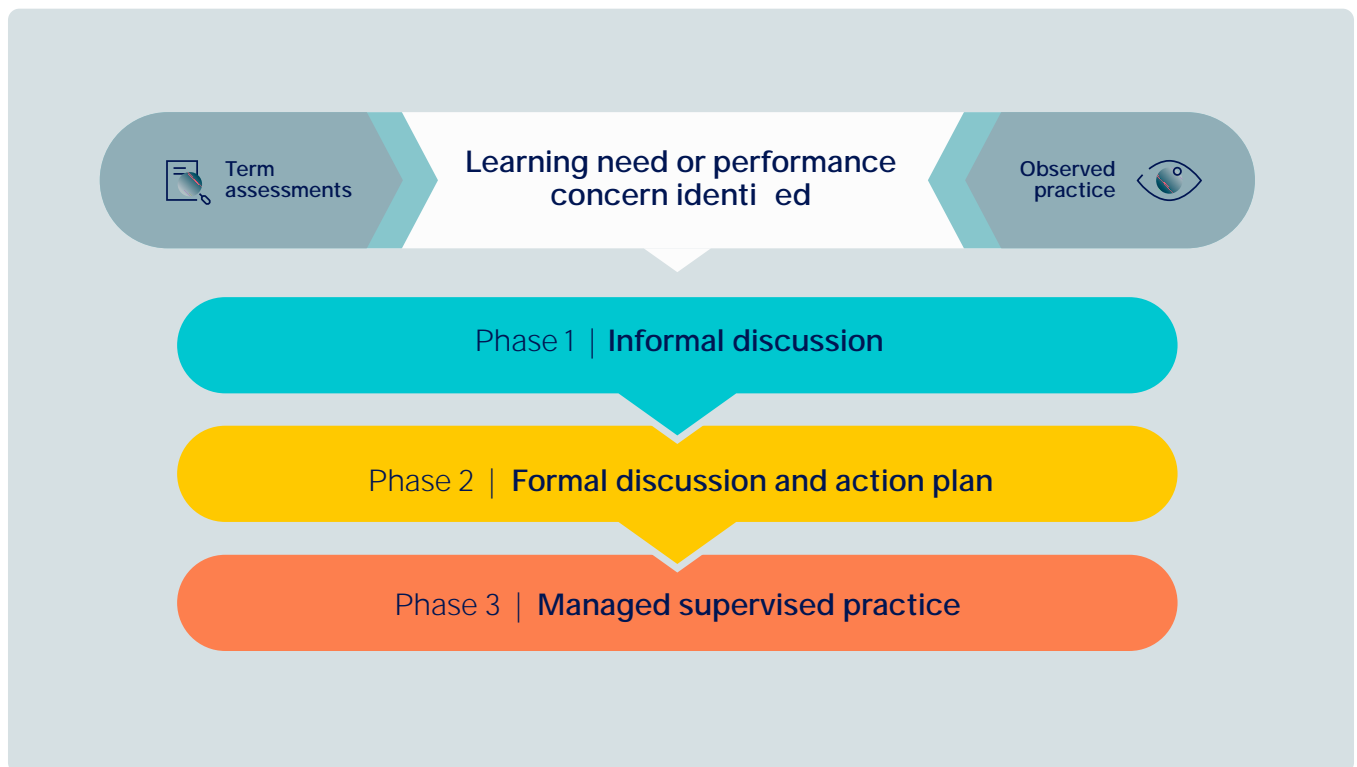 Term
assessments
Learning need or performance
concern identi ed
Observed
practice
Phase 1 | Informal discussion
Phase 2 | Formal discussion and action plan
Phase 3 | Managed supervised practice